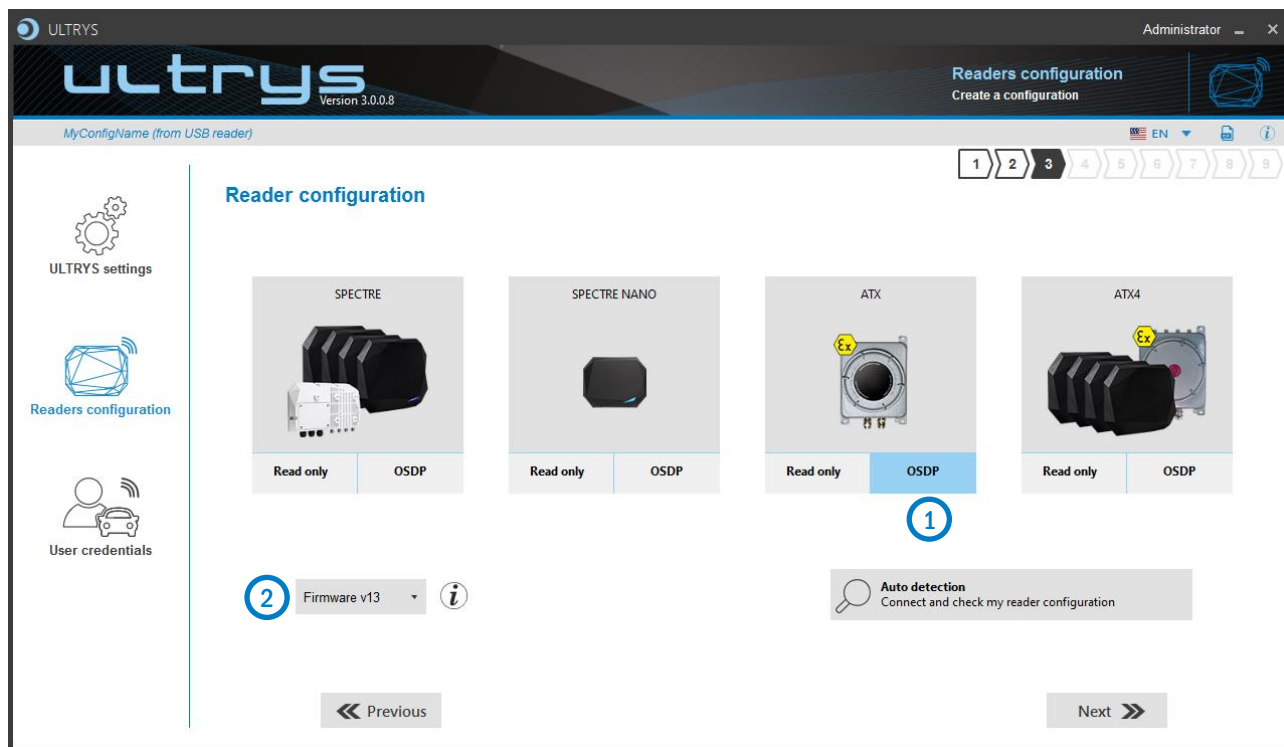 ULTRYS
Administrator
ultrys
Version 3.0.0.8
Readers configuration
Create a configuration
MyConfigName (from USB reader)
EN
1 2 3 4 5 6 7 8 9
Reader configuration
ULTRYS settings
Readers configuration
User credentials
SPECTRE
SPECTRE NANO
ATX
ATX4
Ex
Ex
Read only OSDP
Read only OSDP
Read only OSDP
Read only OSDP
1
2
Firmware v13
i
Auto detection
Connect and check my reader configuration
Previous
Next